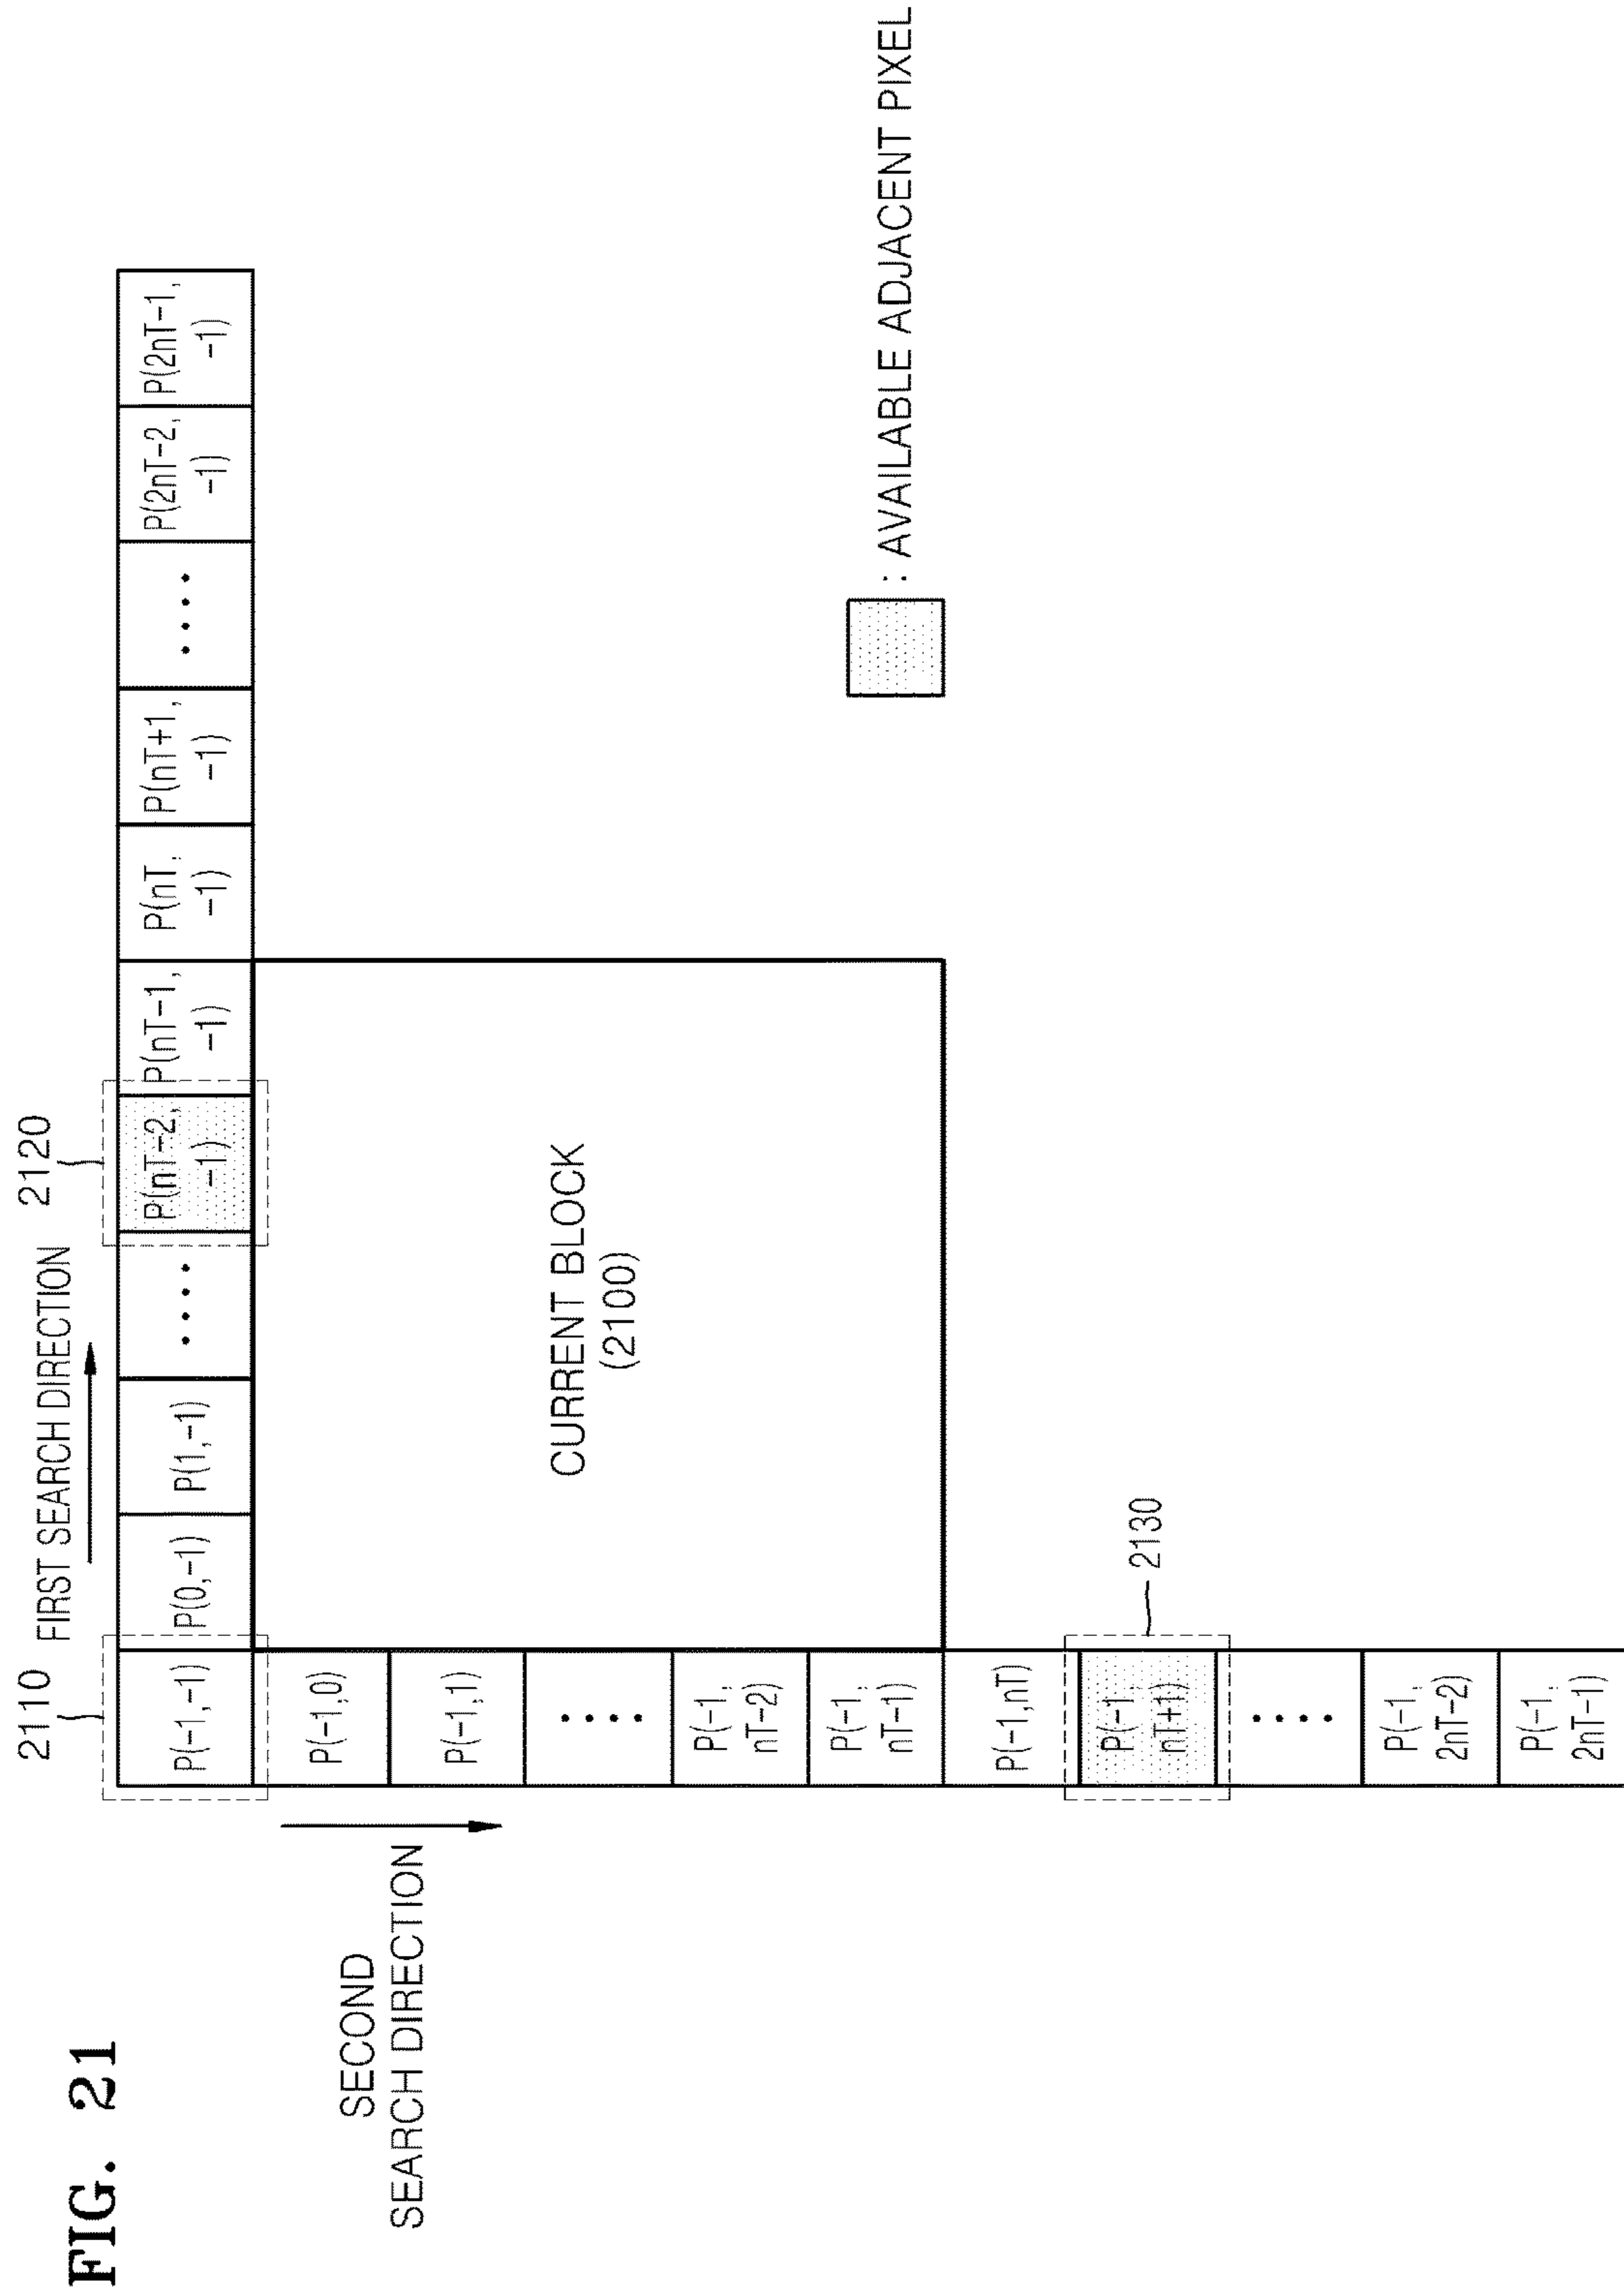 FIG. 21
2110
FIRST SEARCH DIRECTION
2120
P(-1,-1)
P(0,-1)
P(1,-1)
....
P(nT-2,
-1)
P(nT-1,
-1)
P(nT,
-1)
P(nT+1,
-1)
....
P(2nT-2,
-1)
P(2nT-1,
-1)
SECOND
SEARCH DIRECTION
P(-1,0)
P(-1,1)
....
P(-1,
nT-2)
P(-1,
nT-1)
P(-1,nT)
P(-1,
nT+1)
....
P(-1,
2nT-2)
P(-1,
2nT-1)
2130
CURRENT BLOCK
(2100)
: AVAILABLE ADJACENT PIXEL